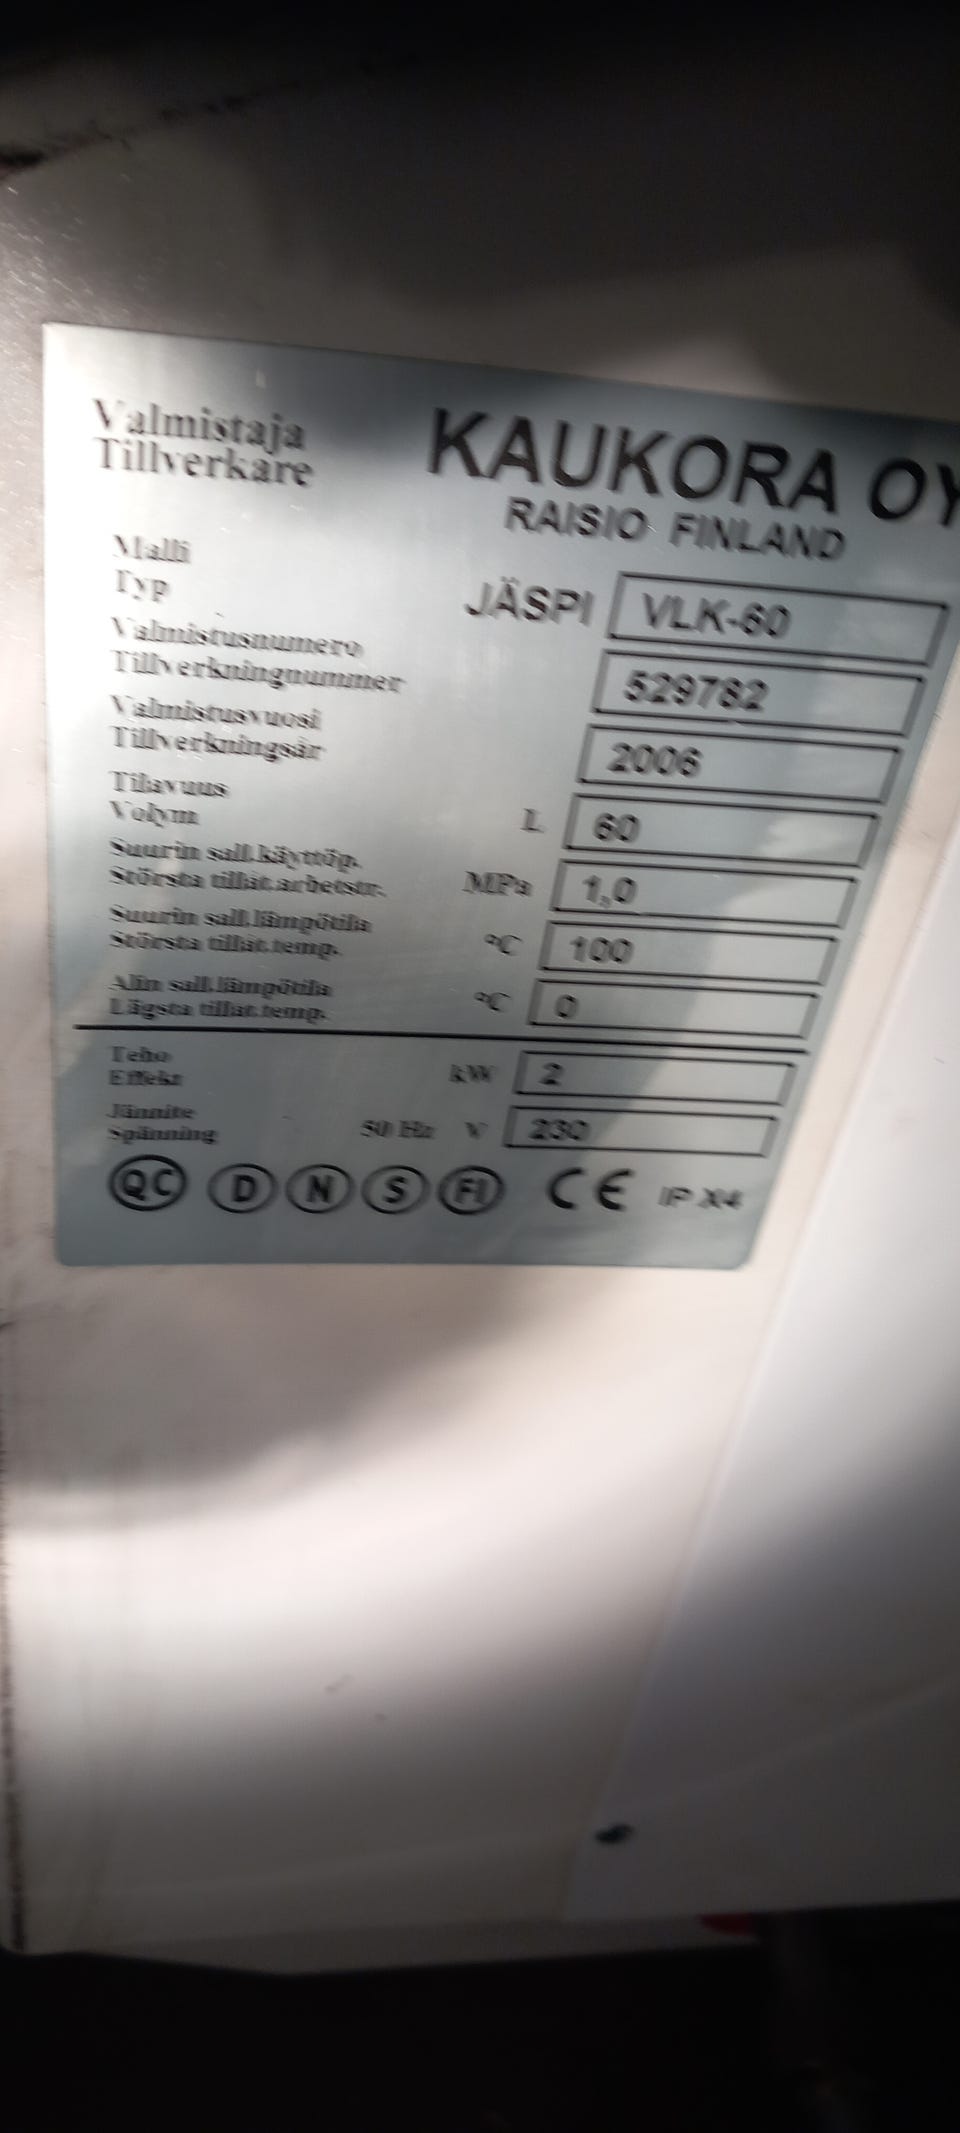 Valmistaja
Tillverkare
KAUKORA OY
RAISIO FINLAND
Malli
Typ
JÄSPI VLK-60
Valmistusnumero
Tillverkningnummer
529782
Valmistusvuosi
Tillverkningsår
2006
Tilavuus
Volym
L 60
Suurin sall.käyttöp.
Största tillåt.arbetstr.
MPa 1,0
Suurin sall.lämpötila
Största tillåt.temp.
°C 100
Alin sall.lämpötila
Lägsta tillåt.temp.
°C 0
Teho
Effekt
kW 2
Jännite
Spänning
50 Hz V 230
QC D N S FI CE IP X4